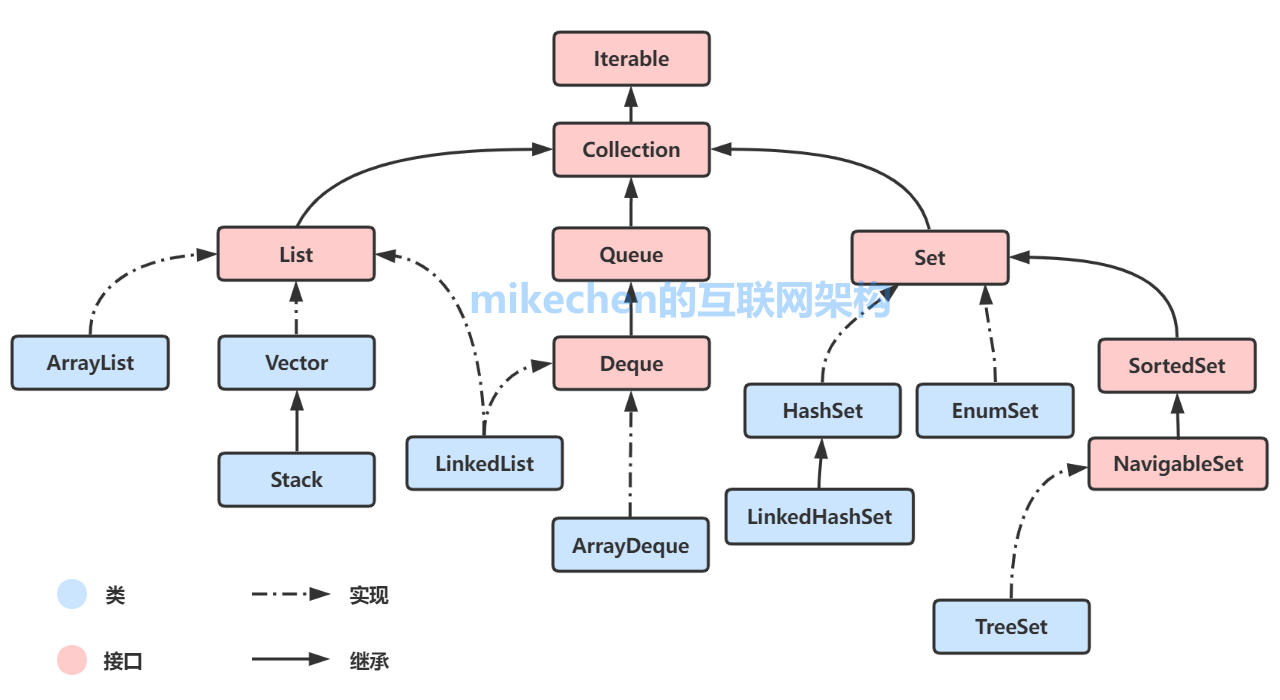 Iterable
Collection
List
Queue
Set
mikechen的互联网架构
ArrayList
Vector
Deque
SortedSet
HashSet
EnumSet
LinkedList
NavigableSet
Stack
LinkedHashSet
ArrayDeque
TreeSet
类
实现
接口
继承